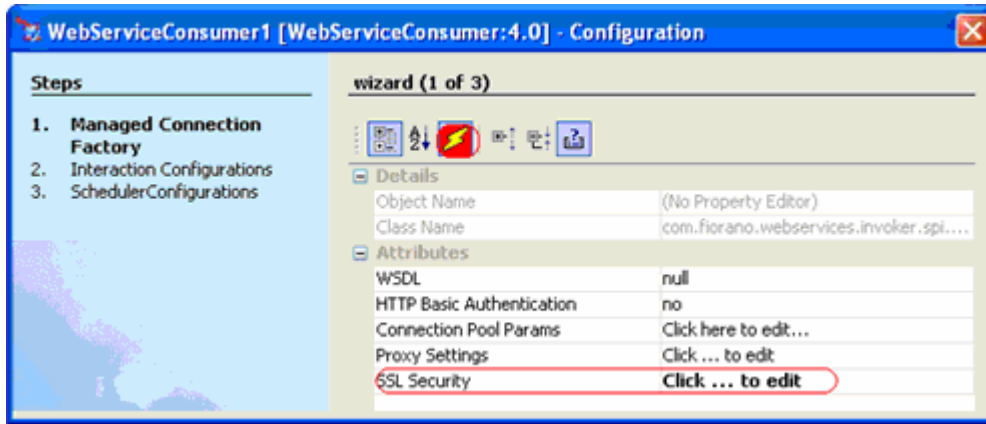 WebServiceConsumer1 [WebServiceConsumer:4.0] - Configuration
Steps
1. Managed Connection
Factory
2. Interaction Configurations
3. SchedulerConfigurations
wizard (1 of 3)
Details
Object Name (No Property Editor)
Class Name com.fiorano.webservices.invoker.spi....
Attributes
WSDL null
HTTP Basic Authentication no
Connection Pool Params Click here to edit...
Proxy Settings Click ... to edit
SSL Security Click ... to edit